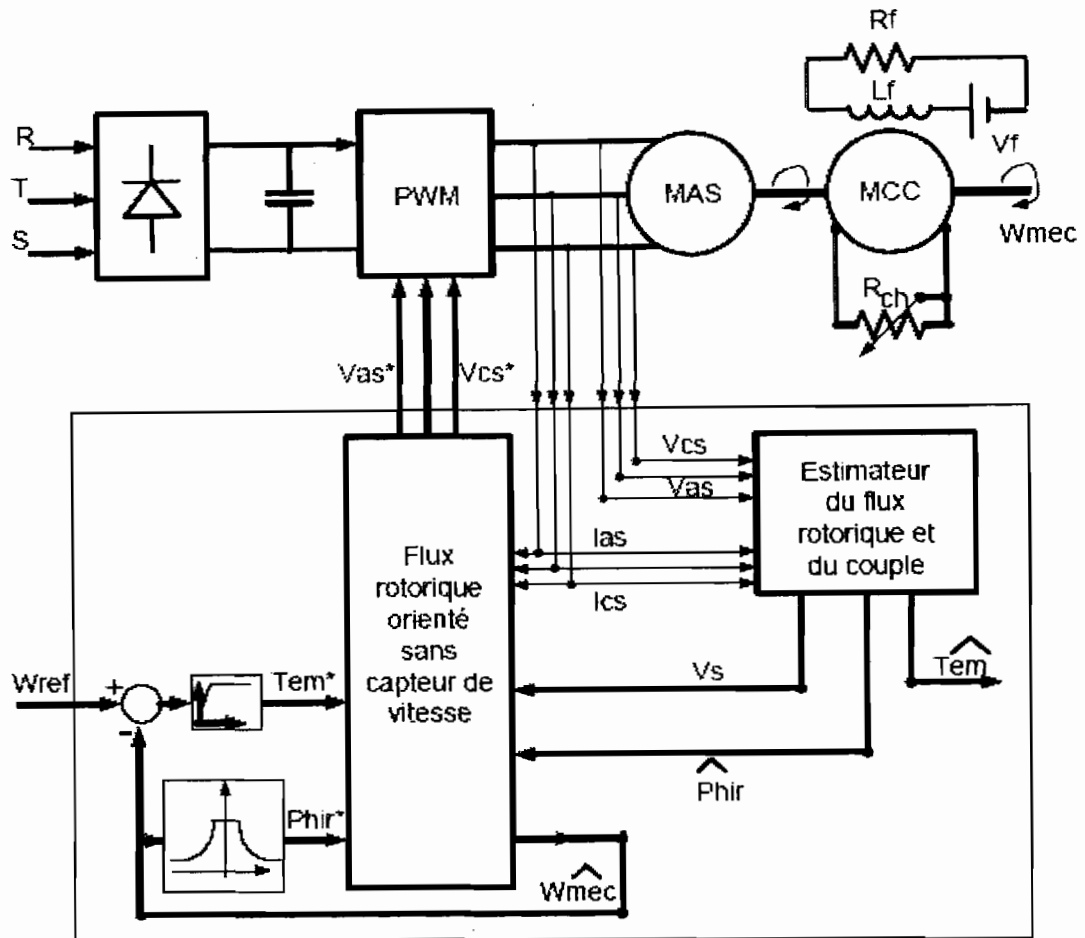 Rf
Lf
Vf
R
T
S
PWM
MAS
MCC
Wmec
Rch
Vas*
Vcs*
Vcs
Vas
Estimateur
du flux
rotorique et
du couple
Ias
Ics
Flux
rotorique
orienté
sans
capteur de
vitesse
Wref
+
-
Tem*
Vs
Tem
Phir
Phir*
Wmec